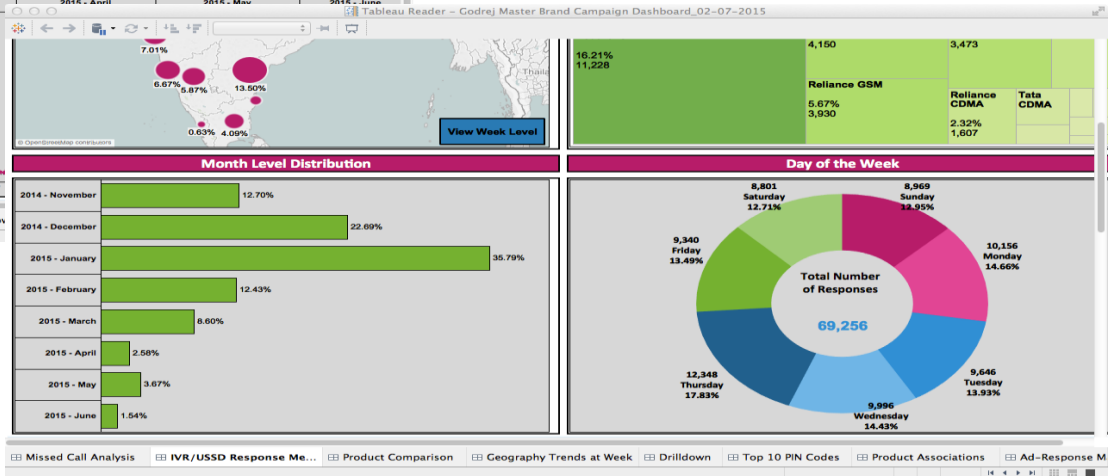 2015 - April
2015 - May
2015 - June
Tableau Reader – Godrej Master Brand Campaign Dashboard_02-07-2015
7.01%
6.67%
5.87%
13.50%
0.63%
4.09%
Thaila
View Week Level
© OpenStreetMap contributors
16.21%
11,228
4,150
3,473
Reliance GSM
5.67%
3,930
Reliance
CDMA
2.32%
1,607
Tata
CDMA
Month Level Distribution
2014 - November
12.70%
2014 - December
22.69%
2015 - January
35.79%
2015 - February
12.43%
2015 - March
8.60%
2015 - April
2.58%
2015 - May
3.67%
2015 - June
1.54%
Day of the Week
8,801
Saturday
12.71%
8,969
Sunday
12.95%
9,340
Friday
13.49%
10,156
Monday
14.66%
Total Number
of Responses
69,256
12,348
Thursday
17.83%
9,646
Tuesday
13.93%
9,996
Wednesday
14.43%
Missed Call Analysis
IVR/USSD Response Me...
Product Comparison
Geography Trends at Week
Drilldown
Top 10 PIN Codes
Product Associations
Ad-Response M